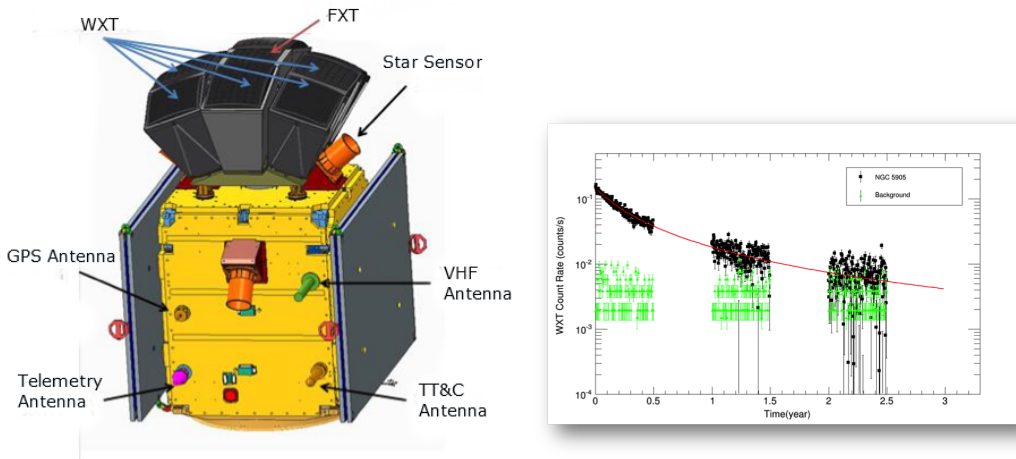 WXT
FXT
Star Sensor
GPS Antenna
VHF
Antenna
Telemetry
Antenna
TT&C
Antenna
WXT Count Rate (counts/s)
10-1
10-2
10-3
10-4
NGC 5905
Background
0 0.5 1 1.5 2 2.5 3
Time(year)